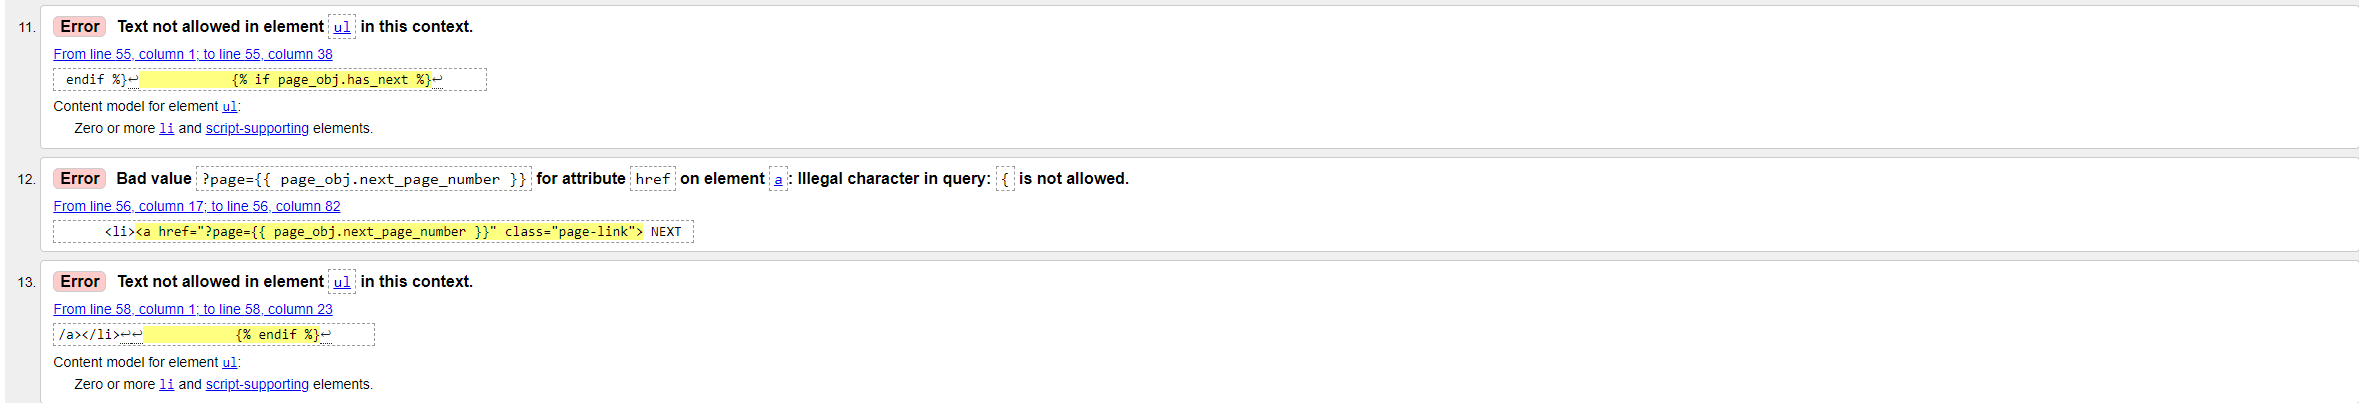 11. Error Text not allowed in element ul in this context.
From line 55, column 1; to line 55, column 38
endif %}↩ {% if page_obj.has_next %}↩
Content model for element ul:
Zero or more li and script-supporting elements.
12. Error Bad value ?page={{ page_obj.next_page_number }} for attribute href on element a: Illegal character in query: { is not allowed.
From line 56, column 17; to line 56, column 82
<li><a href="?page={{ page_obj.next_page_number }}" class="page-link"> NEXT
13. Error Text not allowed in element ul in this context.
From line 58, column 1; to line 58, column 23
/a></li>↩↩ {% endif %}↩
Content model for element ul:
Zero or more li and script-supporting elements.